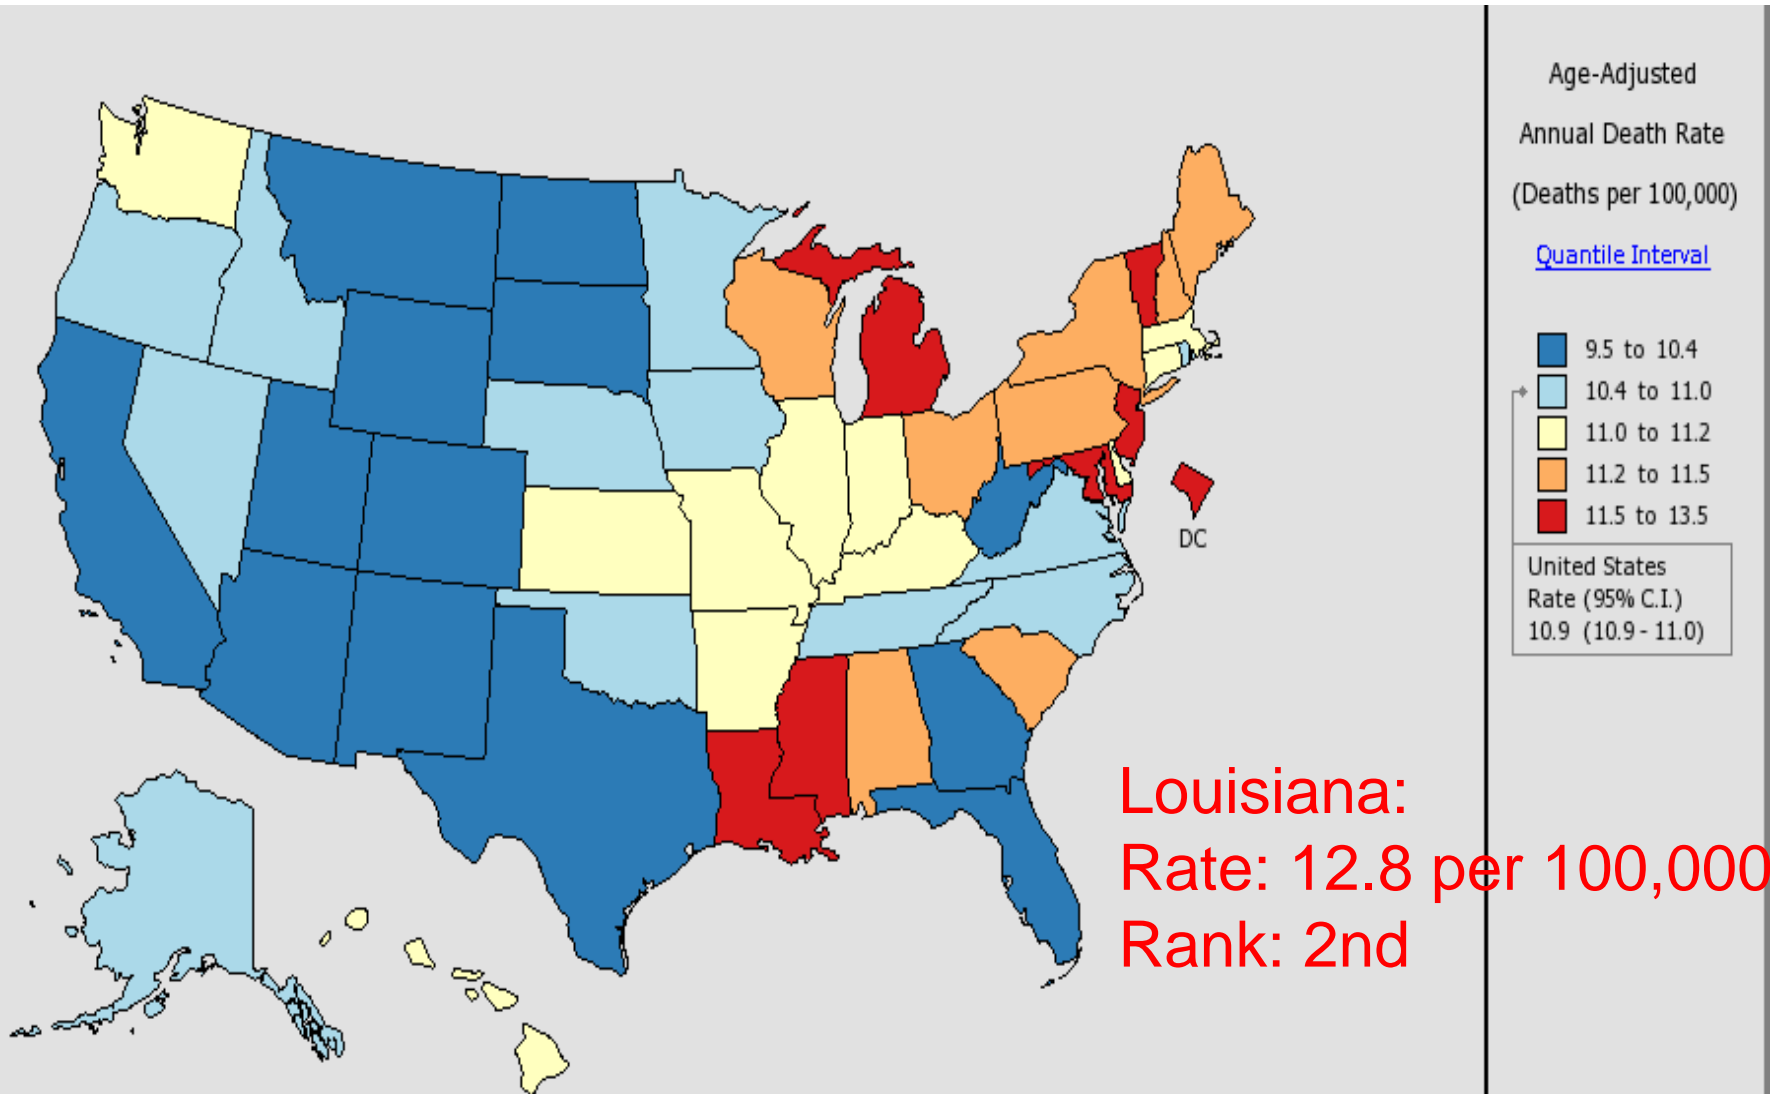 Age-Adjusted
Annual Death Rate
(Deaths per 100,000)
Quantile Interval
9.5 to 10.4
10.4 to 11.0
11.0 to 11.2
11.2 to 11.5
11.5 to 13.5
United States
Rate (95% C.I.)
10.9 (10.9 - 11.0)
DC
Louisiana:
Rate: 12.8 per 100,000
Rank: 2nd